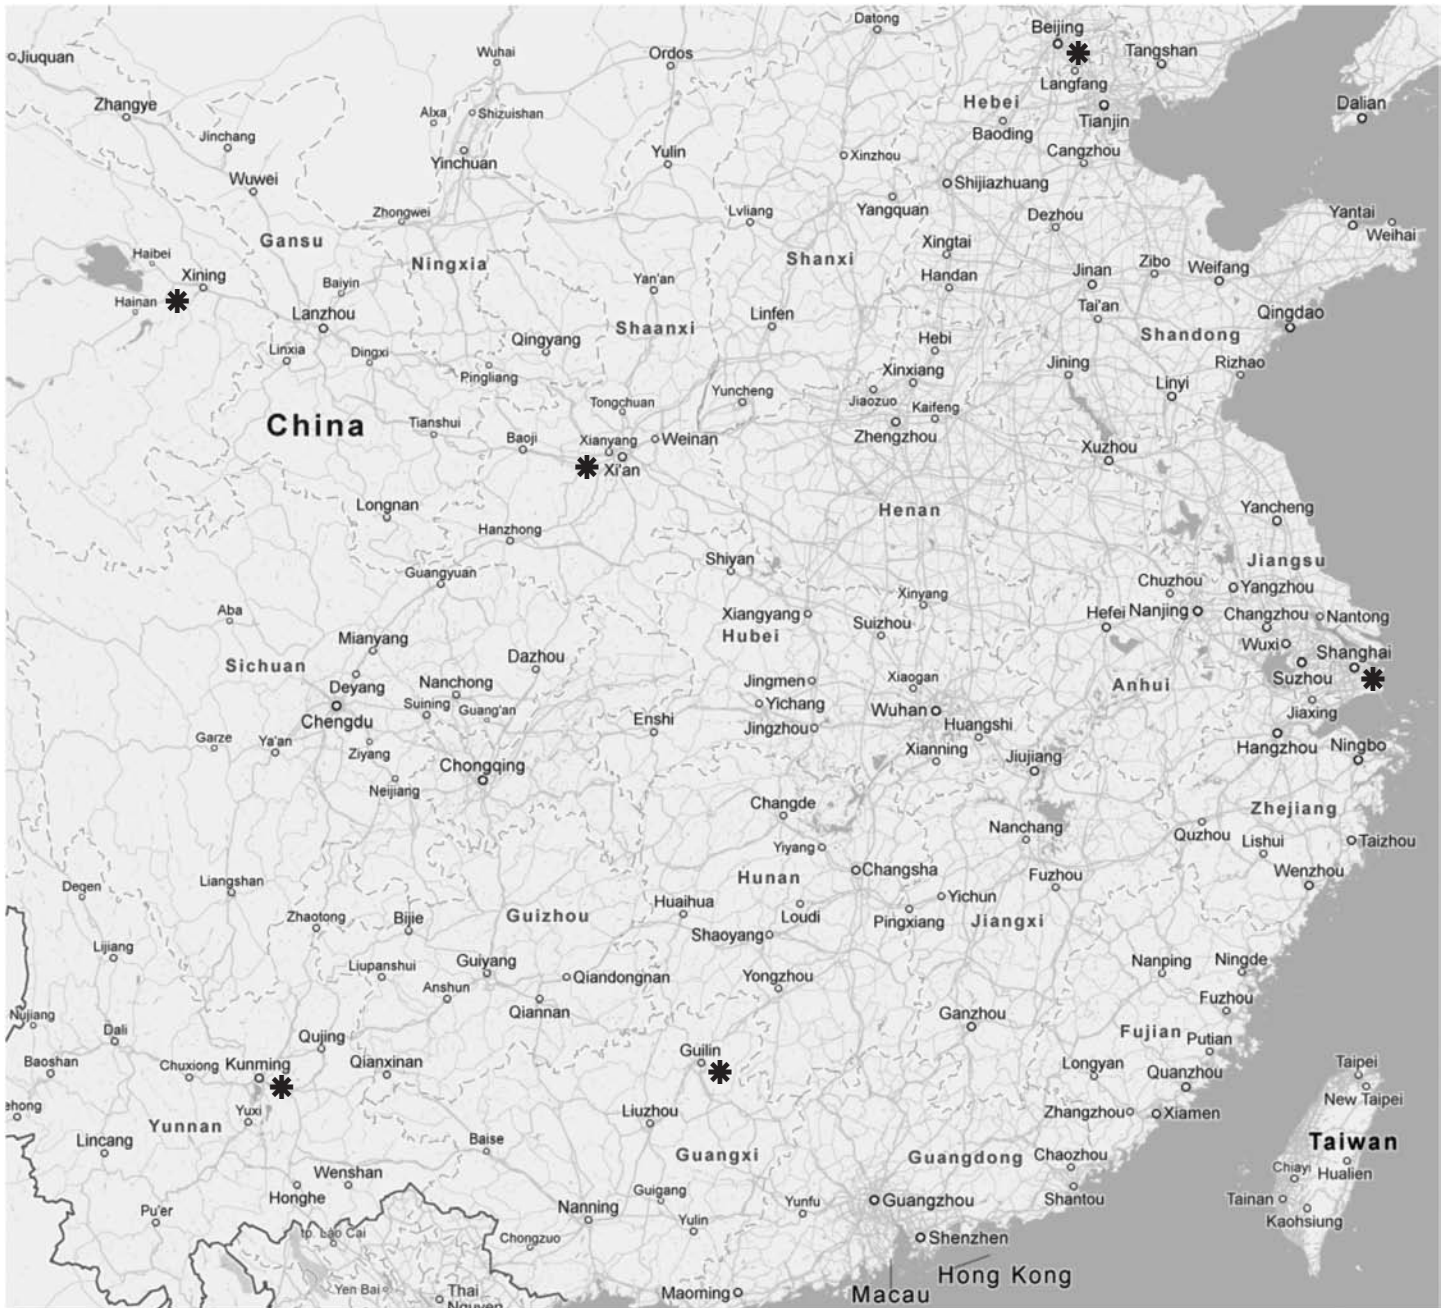 Datong
Beijing
Jiuquan
Wuhai
Ordos
Tangshan
Langfang
Zhangye
Alxa
Shizuishan
Hebei
Baoding
Tianjin
Dalian
Jinchang
Yinchuan
Yulin
Xinzhou
Cangzhou
Wuwei
Shijiazhuang
Zhongwei
Lvliang
Yangquan
Dezhou
Yantai
Weihai
Gansu
Haibei
Ningxia
Shanxi
Xingtai
Xining
Baiyin
Yan'an
Handan
Jinan
Zibo
Weifang
Hainan
Lanzhou
Linfen
Tai'an
Qingdao
Shaanxi
Shandong
Qingyang
Hebi
Linxia
Dingxi
Pingliang
Xinxiang
Jining
Rizhao
Linyi
Yuncheng
Tongchuan
Jiaozuo
Kaifeng
China
Tianshui
Baoji
Xianyang
Weinan
Zhengzhou
Xuzhou
Xi'an
Longnan
Henan
Yancheng
Hanzhong
Shiyan
Jiangsu
Guangyuan
Chuzhou
Yangzhou
Aba
Xiangyang
Xinyang
Hefei
Nanjing
Changzhou
Nantong
Mianyang
Hubei
Suizhou
Wuxi
Shanghai
Sichuan
Dazhou
Deyang
Nanchong
Jingmen
Xiaogan
Anhui
Suzhou
Suining
Guang'an
Yichang
Wuhan
Jiaxing
Chengdu
Enshi
Jingzhou
Huangshi
Garze
Ya'an
Ziyang
Xianning
Jiujiang
Hangzhou
Ningbo
Chongqing
Neijiang
Changde
Zhejiang
Nanchang
Quzhou
Lishui
Taizhou
Yiyang
Changsha
Hunan
Fuzhou
Wenzhou
Deqen
Liangshan
Yichun
Huaihua
Loudi
Pingxiang
Jiangxi
Zhaotong
Bijie
Guizhou
Shaoyang
Lijiang
Liupanshui
Guiyang
Qiandongnan
Yongzhou
Nanping
Ningde
Anshun
Qiannan
Fuzhou
Nujiang
Dali
Ganzhou
Qujing
Fujian
Putian
Baoshan
Chuxiong
Kunming
Qianxinan
Guilin
Longyan
Quanzhou
Taipei
New Taipei
ehong
Yuxi
Yunnan
Liuzhou
Zhangzhou
Xiamen
Lincang
Baise
Guangxi
Guangdong
Chaozhou
Taiwan
Wenshan
Chiayi
Hualien
Honghe
Guigang
Yunfu
Guangzhou
Shantou
Tainan
Pu'er
Nanning
Yulin
Kaohsiung
tp. Lào Cai
Chongzuo
Shenzhen
Yen Bai
Thai
Nguyen
Maoming
Macau
Hong Kong